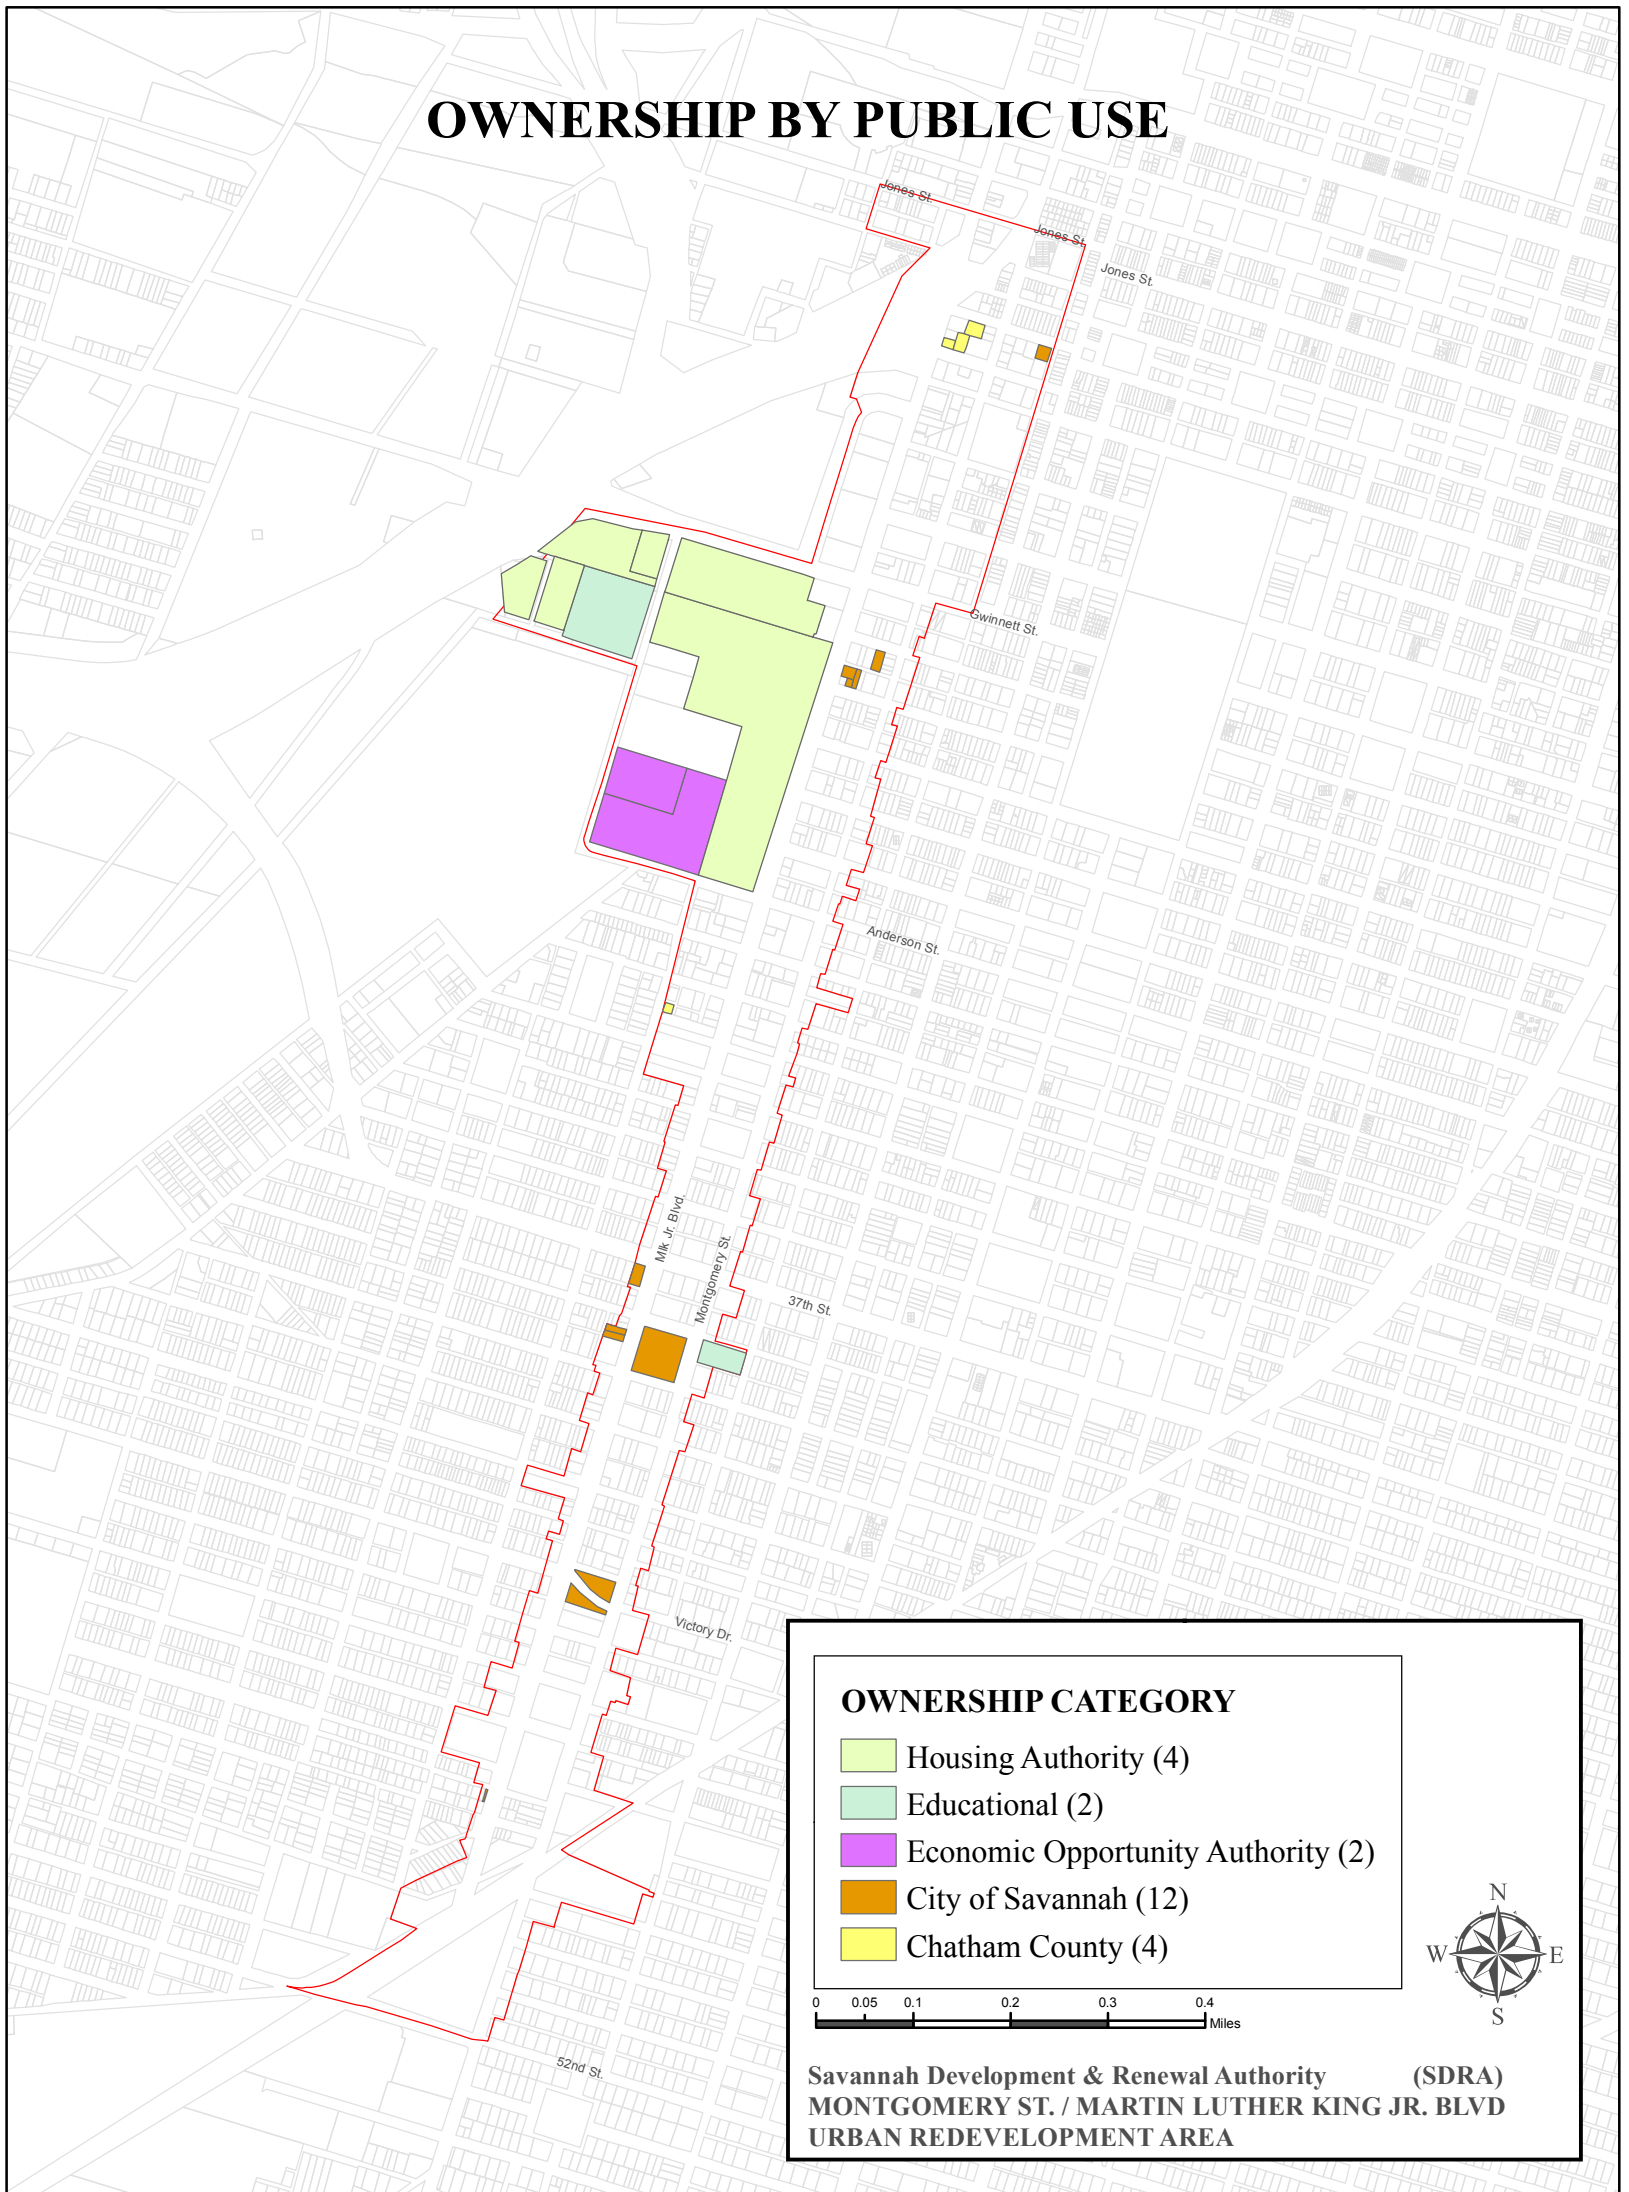 OWNERSHIP BY PUBLIC USE
Jones St.
Jones St.
Jones St.
Gwinnett St.
Anderson St.
Mlk Jr. Blvd.
Montgomery St.
37th St.
Victory Dr.
OWNERSHIP CATEGORY
Housing Authority (4)
Educational (2)
Economic Opportunity Authority (2)
City of Savannah (12)
Chatham County (4)
N
W E
S
0 0.05 0.1 0.2 0.3 0.4
Miles
52nd St.
Savannah Development & Renewal Authority (SDRA)
MONTGOMERY ST. / MARTIN LUTHER KING JR. BLVD
URBAN REDEVELOPMENT AREA